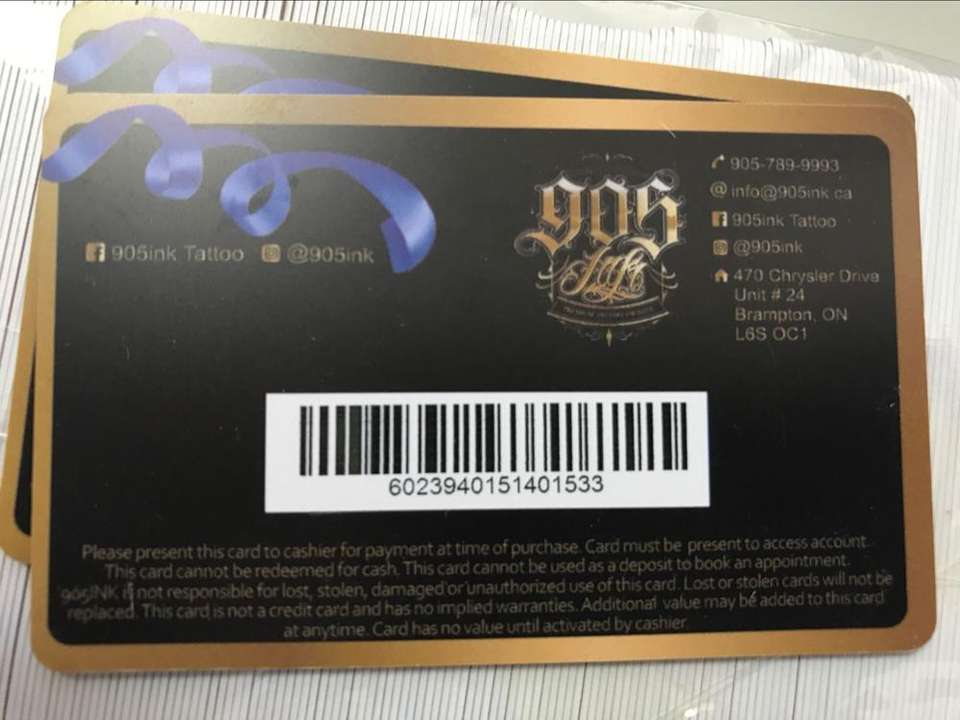 905-789-9993
@ info@905ink.ca
905ink Tattoo
@905ink
470 Chrysler Drive
Unit # 24
Brampton, ON
L6S OC1
905ink Tattoo @905ink
905
Ink
6023940151401533
Please present this card to cashier for payment at time of purchase. Card must be present to access account.
This card cannot be redeemed for cash. This card cannot be used as a deposit to book an appointment.
905INK is not responsible for lost, stolen, damaged or unauthorized use of this card. Lost or stolen cards will not be
replaced. This card is not a credit card and has no implied warranties. Additional value may be added to this card
at anytime. Card has no value until activated by cashier.